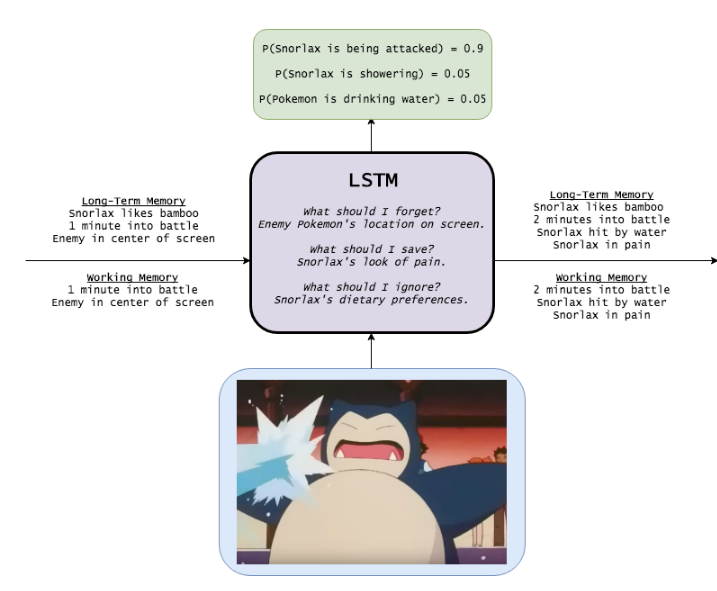 P(Snorlax is being attacked) = 0.9
P(Snorlax is showering) = 0.05
P(Pokemon is drinking water) = 0.05
LSTM
What should I forget?
Enemy Pokemon's location on screen.
What should I save?
Snorlax's look of pain.
What should I ignore?
Snorlax's dietary preferences.
Long-Term Memory
Snorlax likes bamboo
1 minute into battle
Enemy in center of screen
Working Memory
1 minute into battle
Enemy in center of screen
Long-Term Memory
Snorlax likes bamboo
2 minutes into battle
Snorlax hit by water
Snorlax in pain
Working Memory
2 minutes into battle
Snorlax hit by water
Snorlax in pain